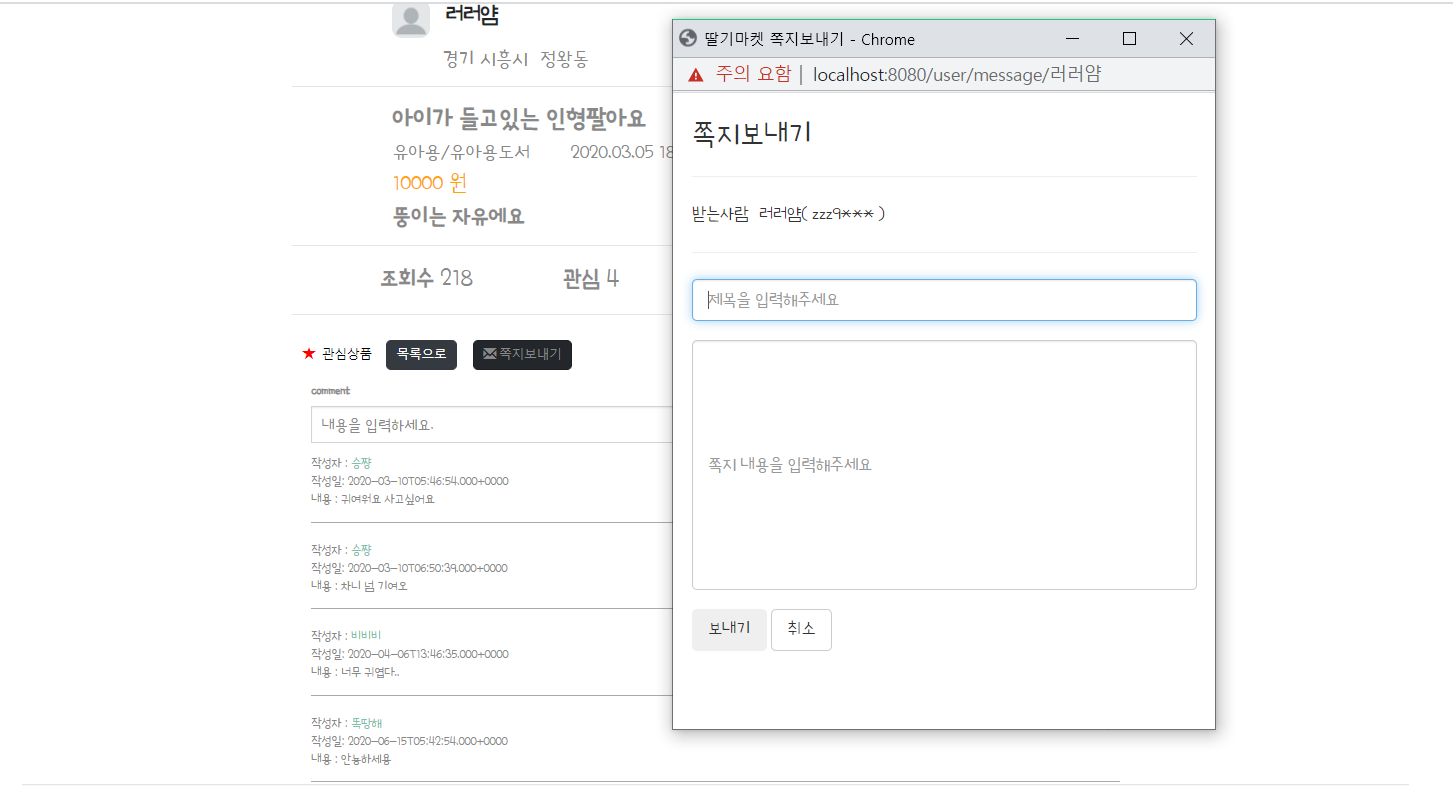 러러얌
경기 시흥시 정왕동
아이가 들고있는 인형팔아요
유아용/유아용도서 2020.03.05 18
10000 원
뚱이는 자유에요
조회수 218 관심 4
★ 관심상품 목록으로 쪽지보내기
comment
내용을 입력하세요.
작성자 : 승쨩
작성일: 2020-03-10T05:46:54.000+0000
내용 : 귀여워요 사고싶어요
작성자 : 승쨩
작성일: 2020-03-10T06:50:39.000+0000
내용 : 차니 넘 기여오
작성자 : 비비비
작성일: 2020-04-06T13:46:35.000+0000
내용 : 너무 귀엽다..
작성자 : 똑땅해
작성일: 2020-06-15T05:42:54.000+0000
내용 : 안뇽하세용
딸기마켓 쪽지보내기 - Chrome
주의 요함 | localhost:8080/user/message/러러얌
쪽지보내기
받는사람 러러얌( zzz9*** )
제목을 입력해주세요
쪽지 내용을 입력해주세요
보내기 취소